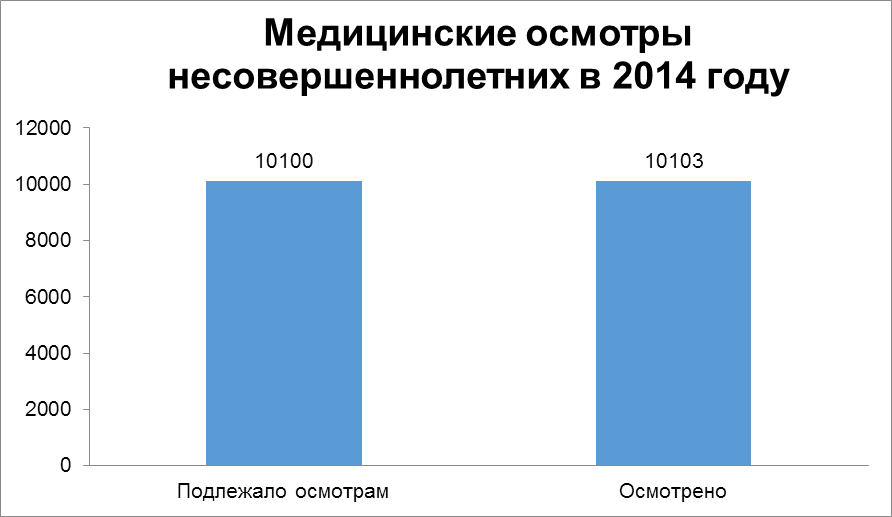 Медицинские осмотры
несовершеннолетних в 2014 году
12000
10000
8000
6000
4000
2000
0
10100
10103
Подлежало осмотрам
Осмотрено